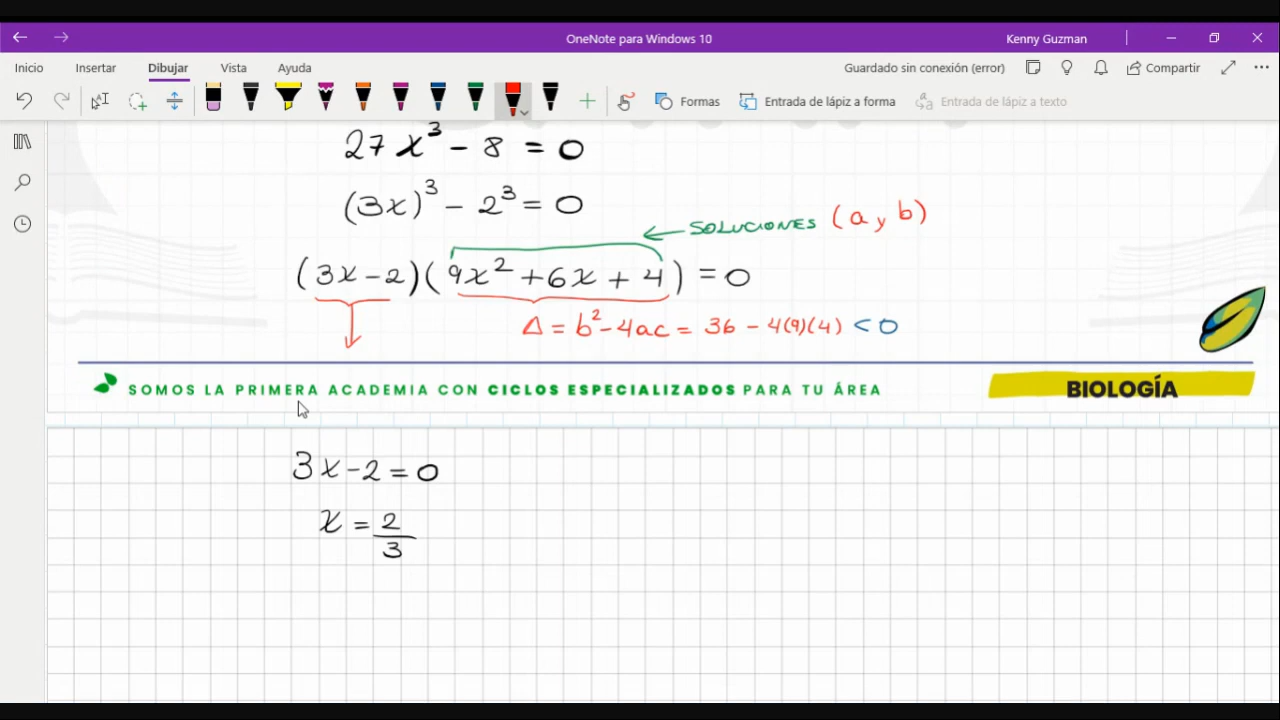 OneNote para Windows 10
Kenny Guzman
Inicio Insertar Dibujar Vista Ayuda
Guardado sin conexión (error)
Compartir
Formas
Entrada de lápiz a forma
Entrada de lápiz a texto
27x³ - 8 = 0
(3x)³ - 2³ = 0
SOLUCIONES (a y b)
(3x-2)(9x²+6x+4) = 0
Δ = b²-4ac = 36 - 4(9)(4) < 0
SOMOS LA PRIMERA ACADEMIA CON CICLOS ESPECIALIZADOS PARA TU ÁREA
BIOLOGÍA
3x-2=0
x = 2/3